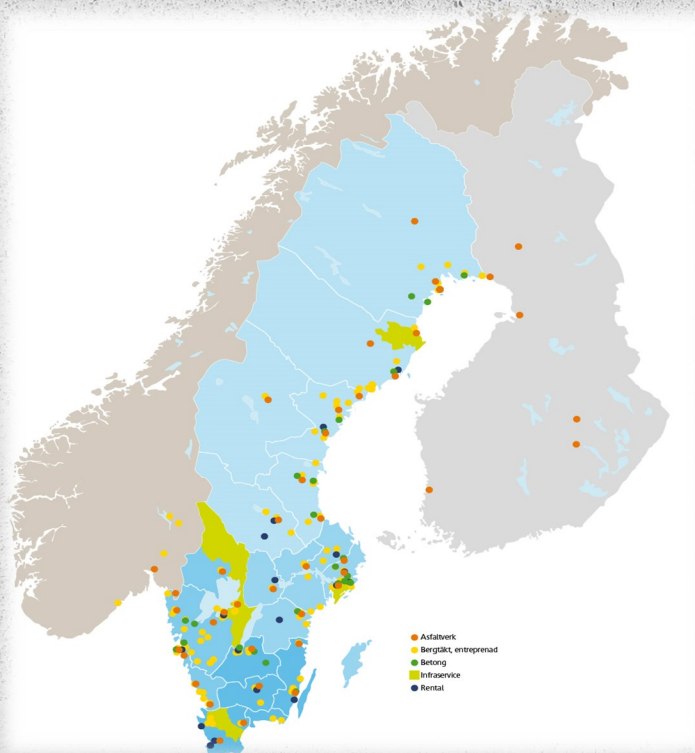 Asfaltverk
Bergtäkt, entreprenad
Betong
Infraservice
Rental